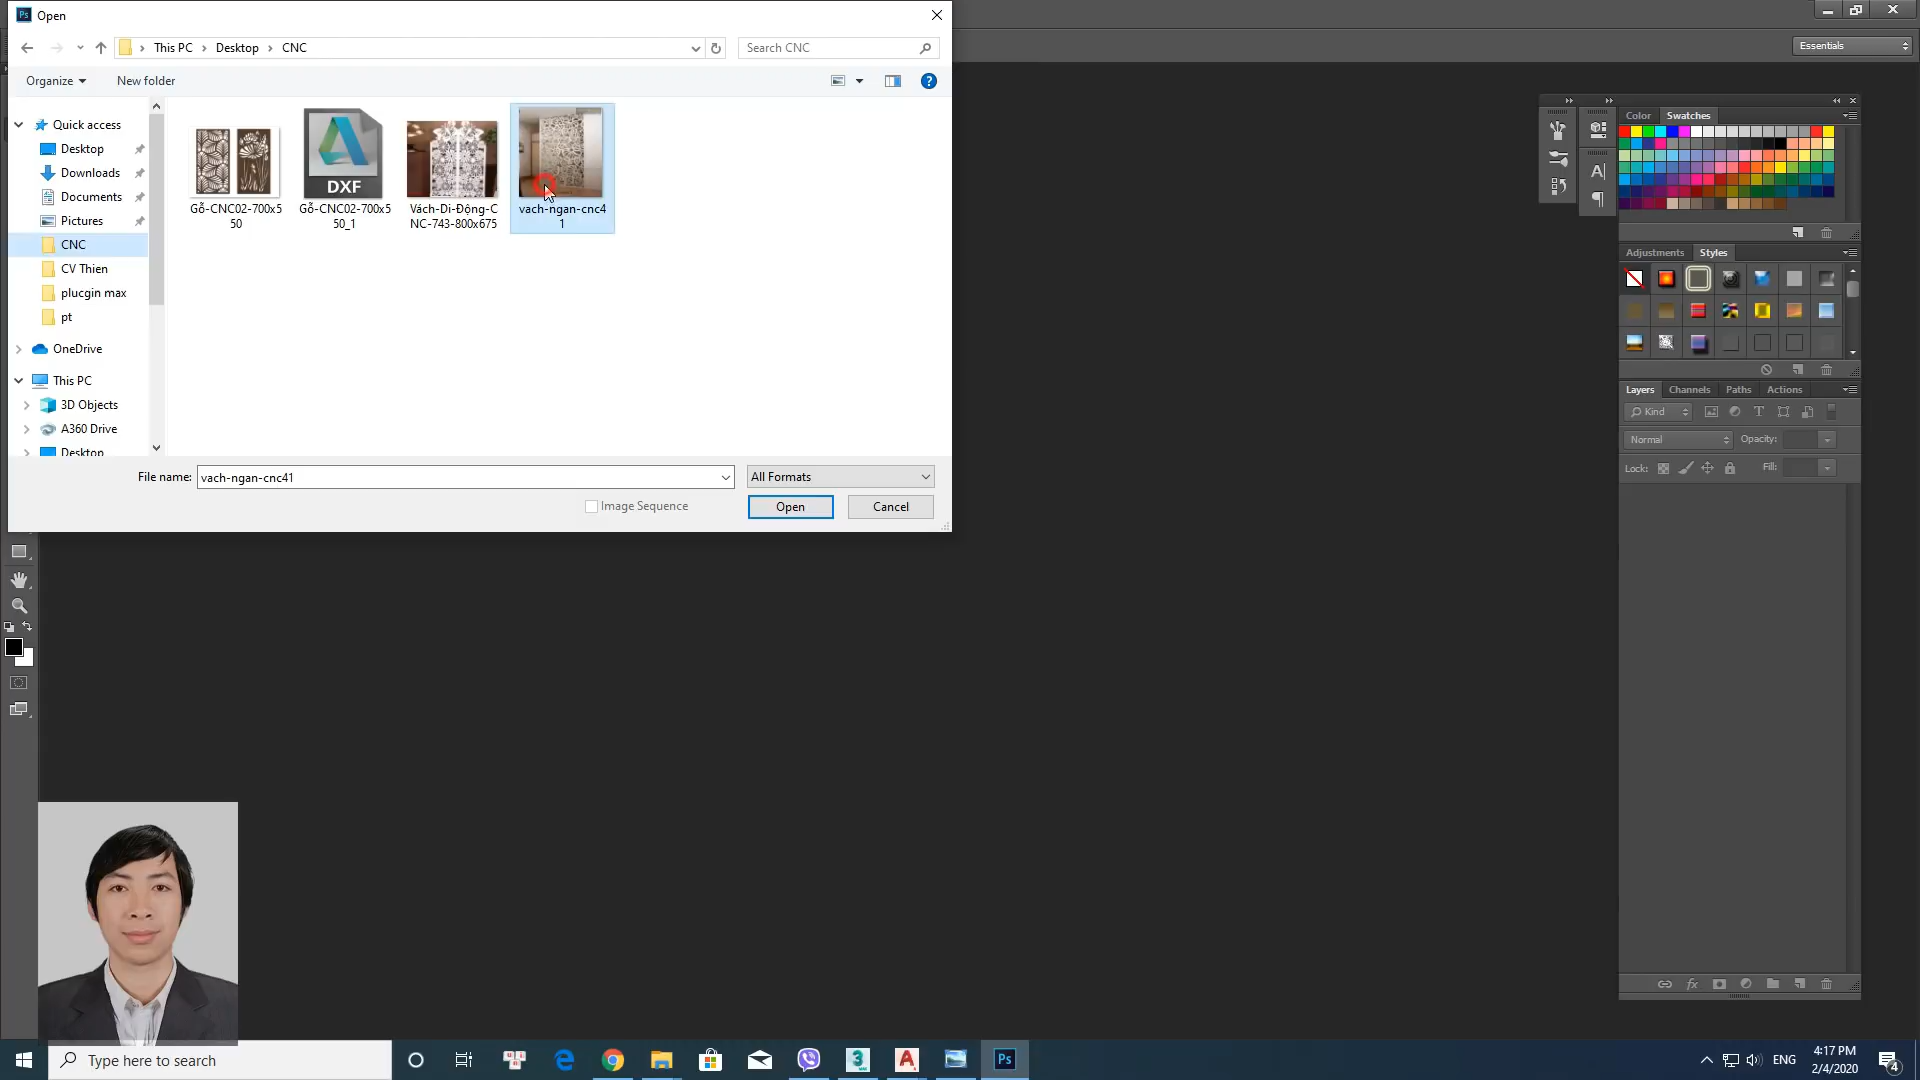 Ps Open
Essentials
This PC Desktop CNC
Search CNC
Organize New folder
Quick access
Desktop
Downloads
Documents
Pictures
CNC
CV Thien
plucgin max
pt
OneDrive
This PC
3D Objects
A360 Drive
Desktop
DXF
Gỗ-CNC02-700x5
50
Gỗ-CNC02-700x5
50_1
Vách-Di-Động-C
NC-743-800x675
vach-ngan-cnc4
1
File name: vach-ngan-cnc41
All Formats
Image Sequence
Open
Cancel
Color Swatches
Adjustments Styles
Layers Channels Paths Actions
Kind
Normal Opacity:
Lock: Fill:
Type here to search
Ps
ENG
4:17 PM
2/4/2020
4